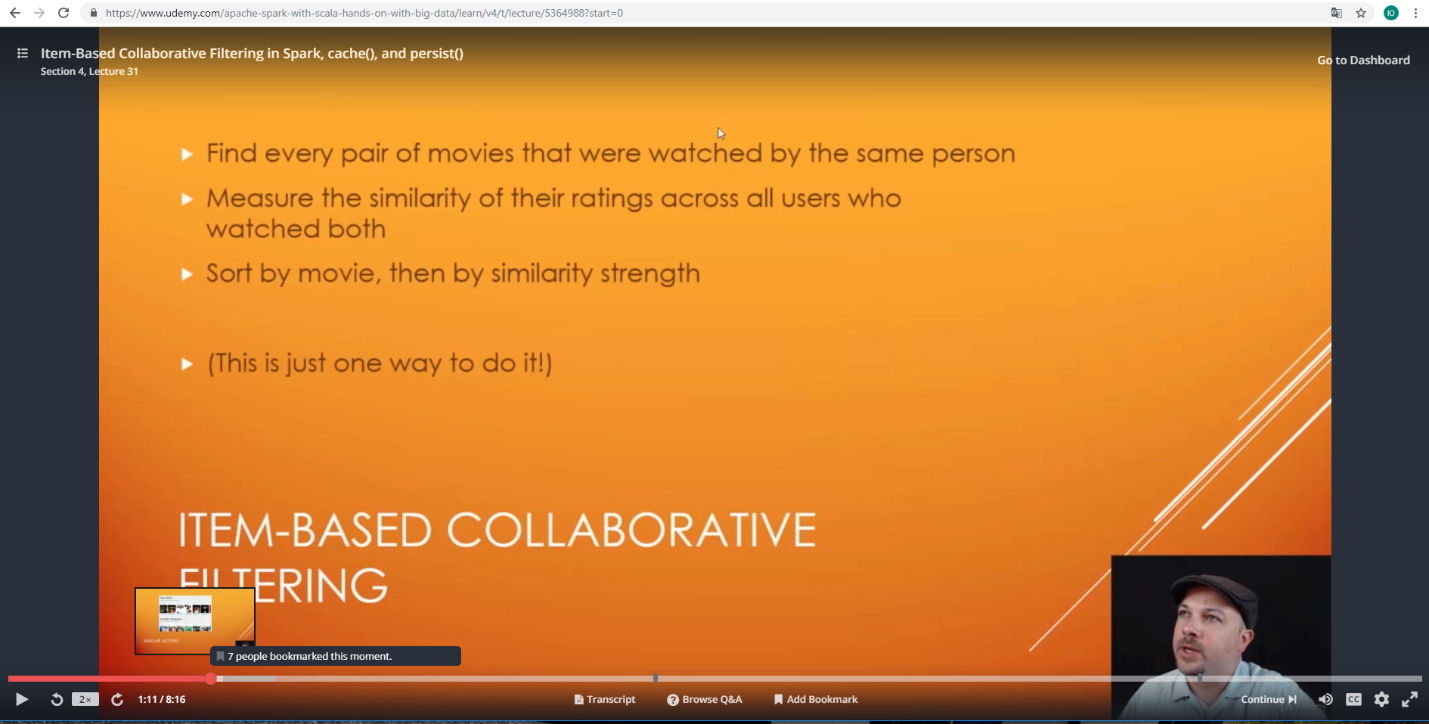 https://www.udemy.com/apache-spark-with-scala-hands-on-with-big-data/learn/v4/t/lecture/5364988?start=0
Ю
Item-Based Collaborative Filtering in Spark, cache(), and persist()
Section 4, Lecture 31
Go to Dashboard
Find every pair of movies that were watched by the same person
Measure the similarity of their ratings across all users who
watched both
Sort by movie, then by similarity strength
(This is just one way to do it!)
ITEM-BASED COLLABORATIVE
FILTERING
SIMILAR MOVIES
7 people bookmarked this moment.
2×
1:11 / 8:16
Transcript
Browse Q&A
Add Bookmark
Continue
CC